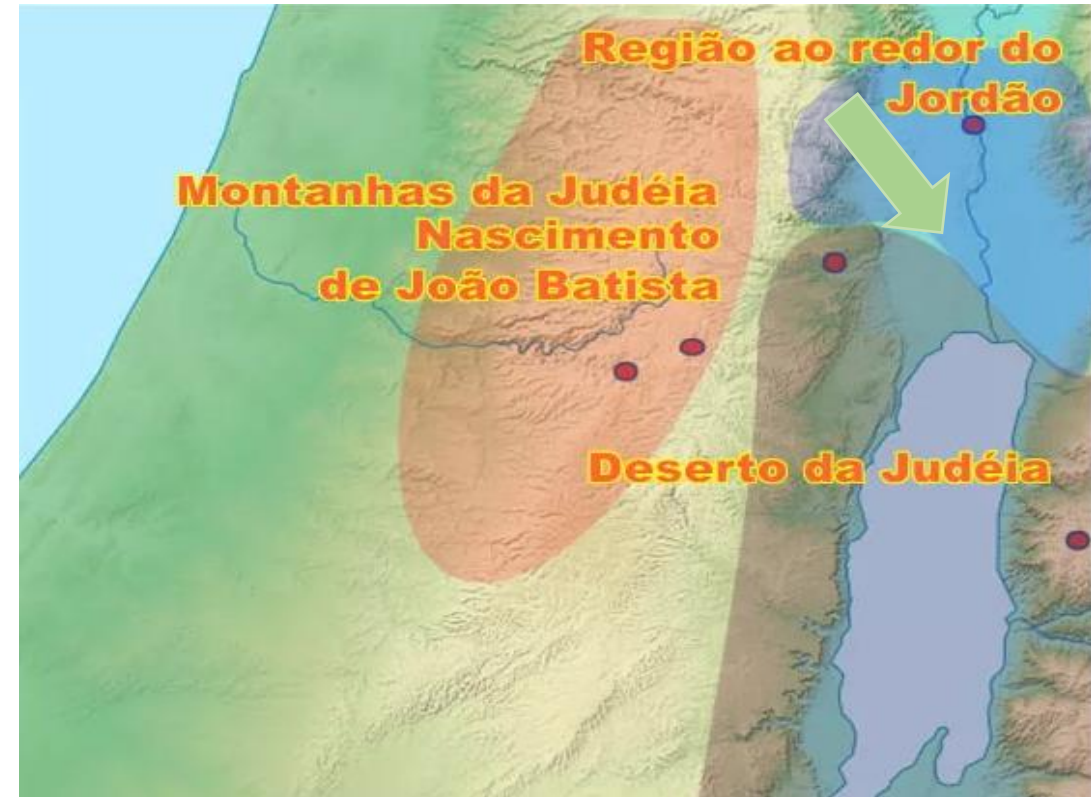 Região ao redor do
Jordão
Montanhas da Judéia
Nascimento
de João Batista
Deserto da Judéia